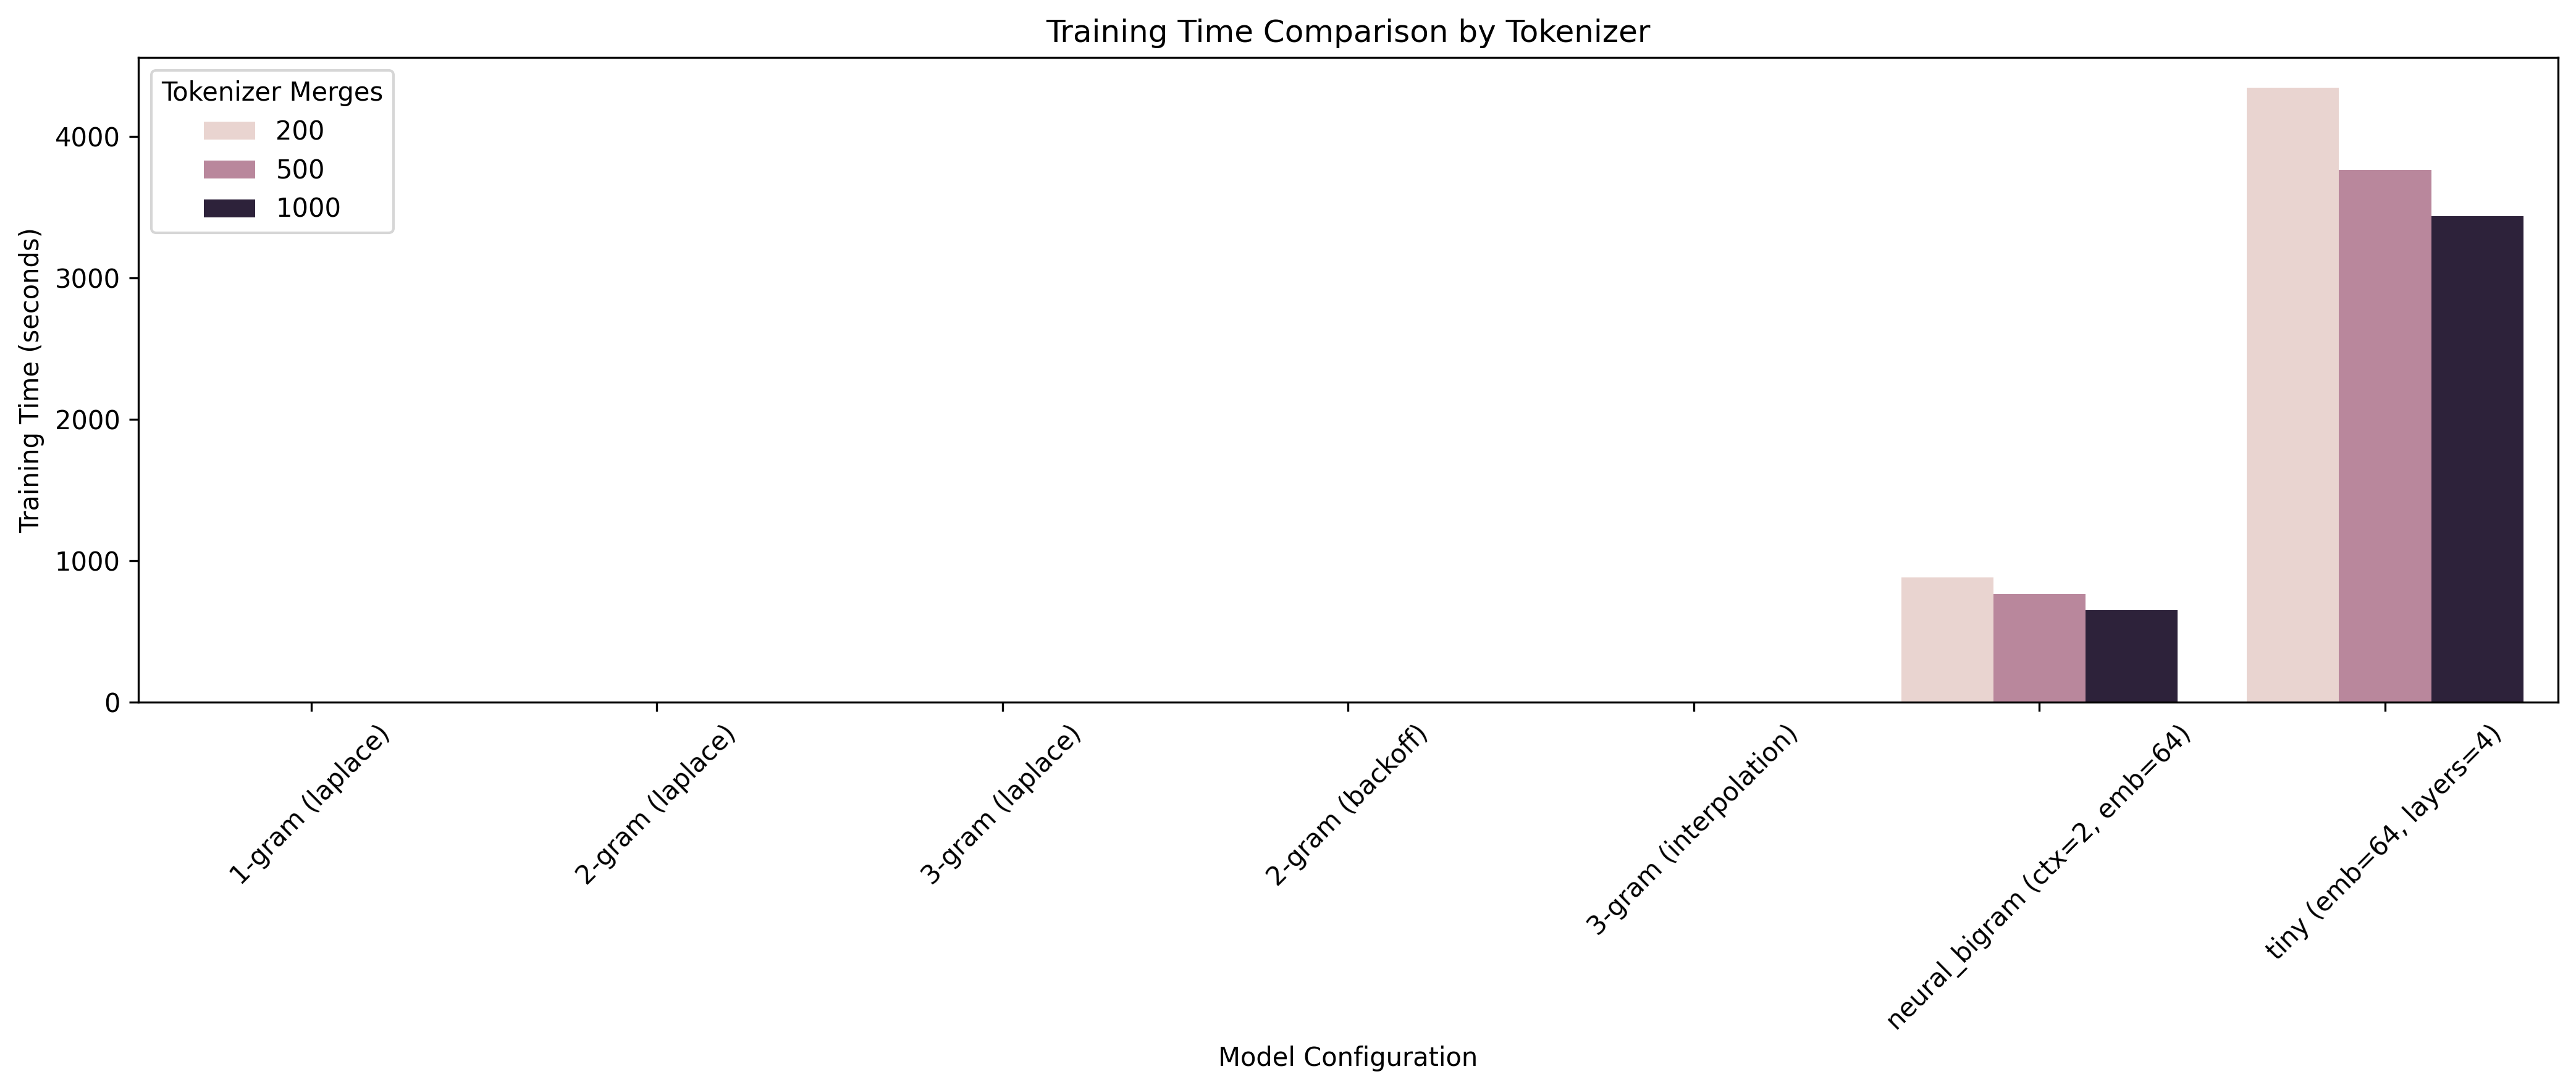 Training Time Comparison by Tokenizer
Tokenizer Merges
200
500
1000
Training Time (seconds)
4000
3000
2000
1000
0
1-gram (laplace)
2-gram (laplace)
3-gram (laplace)
2-gram (backoff)
3-gram (interpolation)
neural_bigram (ctx=2, emb=64)
tiny (emb=64, layers=4)
Model Configuration